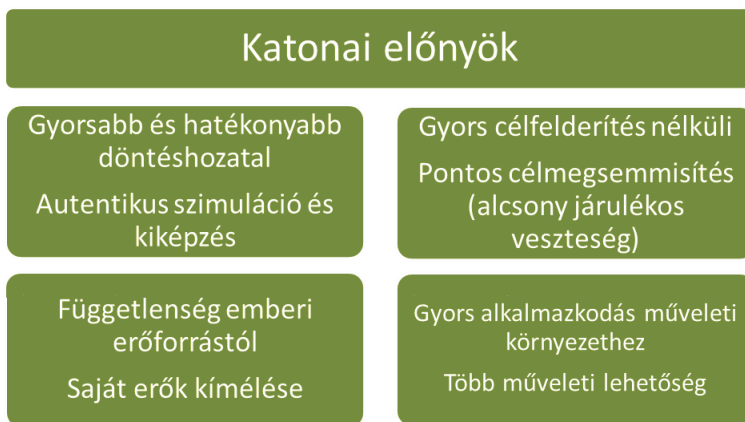 Katonai előnyök
Gyorsabb és hatékonyabb
döntéshozatal
Autentikus szimuláció és
kiképzés
Gyors célfelderítés nélküli
Pontos célmegsemmisítés
(alcsony járulékos
veszteség)
Függetlenség emberi
erőforrástól
Saját erők kímélése
Gyors alkalmazkodás műveleti
környezethez
Több műveleti lehetőség